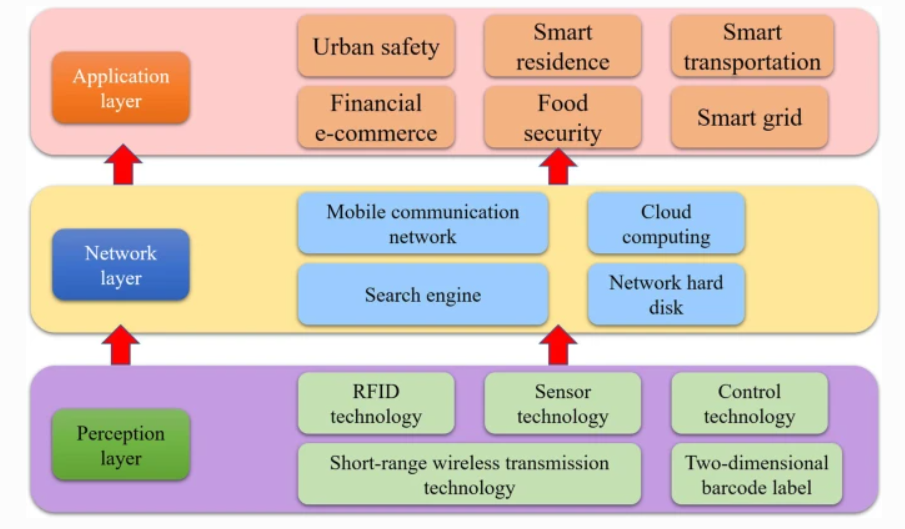 Application
layer
Urban safety
Smart
residence
Smart
transportation
Financial
e-commerce
Food
security
Smart grid
Network
layer
Mobile communication
network
Cloud
computing
Search engine
Network hard
disk
Perception
layer
RFID
technology
Sensor
technology
Control
technology
Short-range wireless transmission
technology
Two-dimensional
barcode label